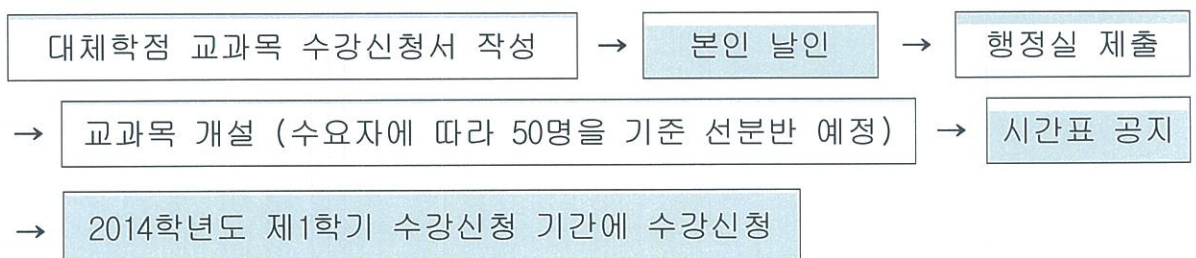 대체학점 교과목 수강신청서 작성 → 본인 날인 → 행정실 제출
→ 교과목 개설 (수요자에 따라 50명을 기준 선분반 예정) → 시간표 공지
→ 2014학년도 제1학기 수강신청 기간에 수강신청